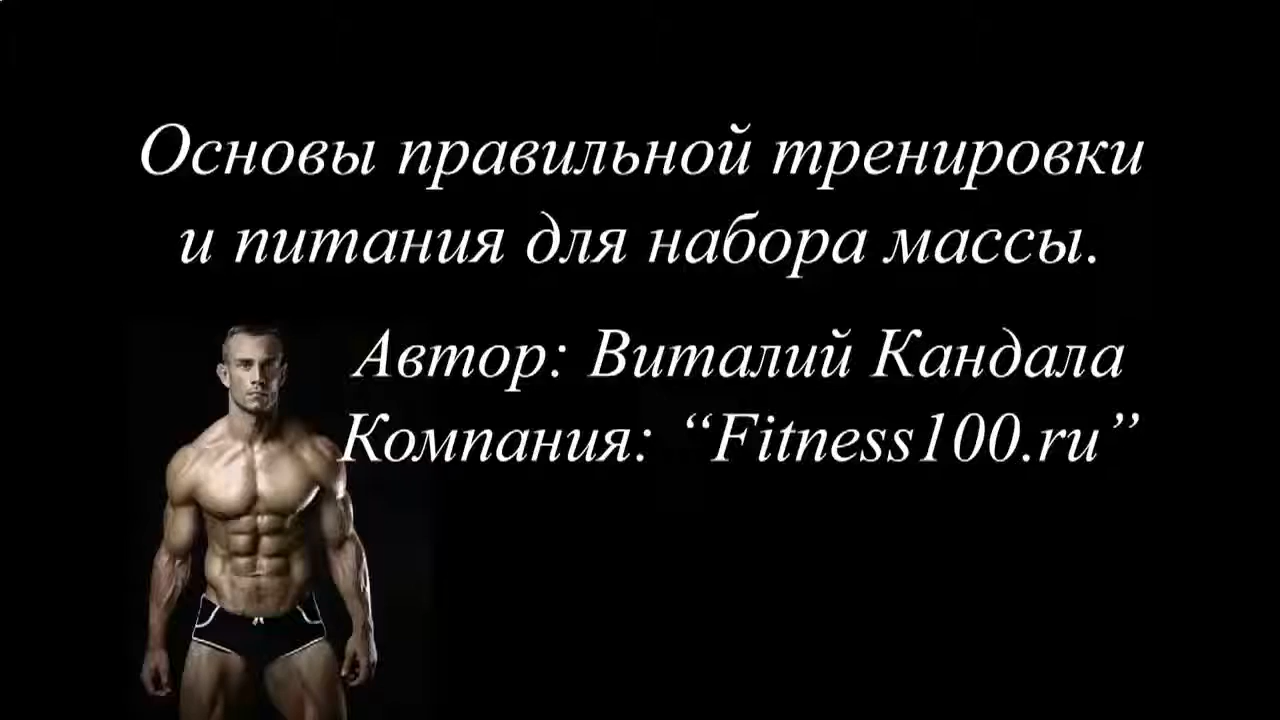 Основы правильной тренировки
и питания для набора массы.
Автор: Виталий Кандала
Компания: “Fitness100.ru”